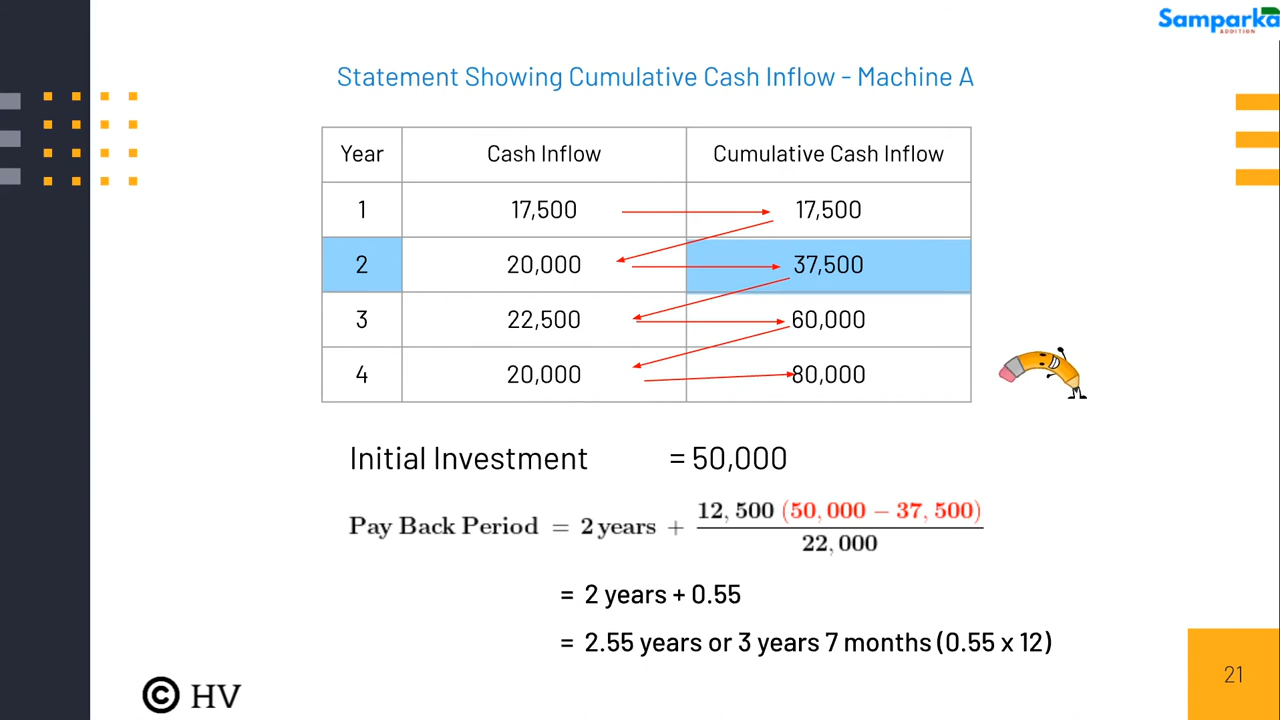 Samparka
ADDITION
Statement Showing Cumulative Cash Inflow - Machine A
Year Cash Inflow Cumulative Cash Inflow
1 17,500 17,500
2 20,000 37,500
3 22,500 60,000
4 20,000 80,000
Initial Investment = 50,000
Pay Back Period = 2 years + 12,500 (50,000 − 37,500)
22,000
= 2 years + 0.55
= 2.55 years or 3 years 7 months (0.55 x 12)
21
© HV